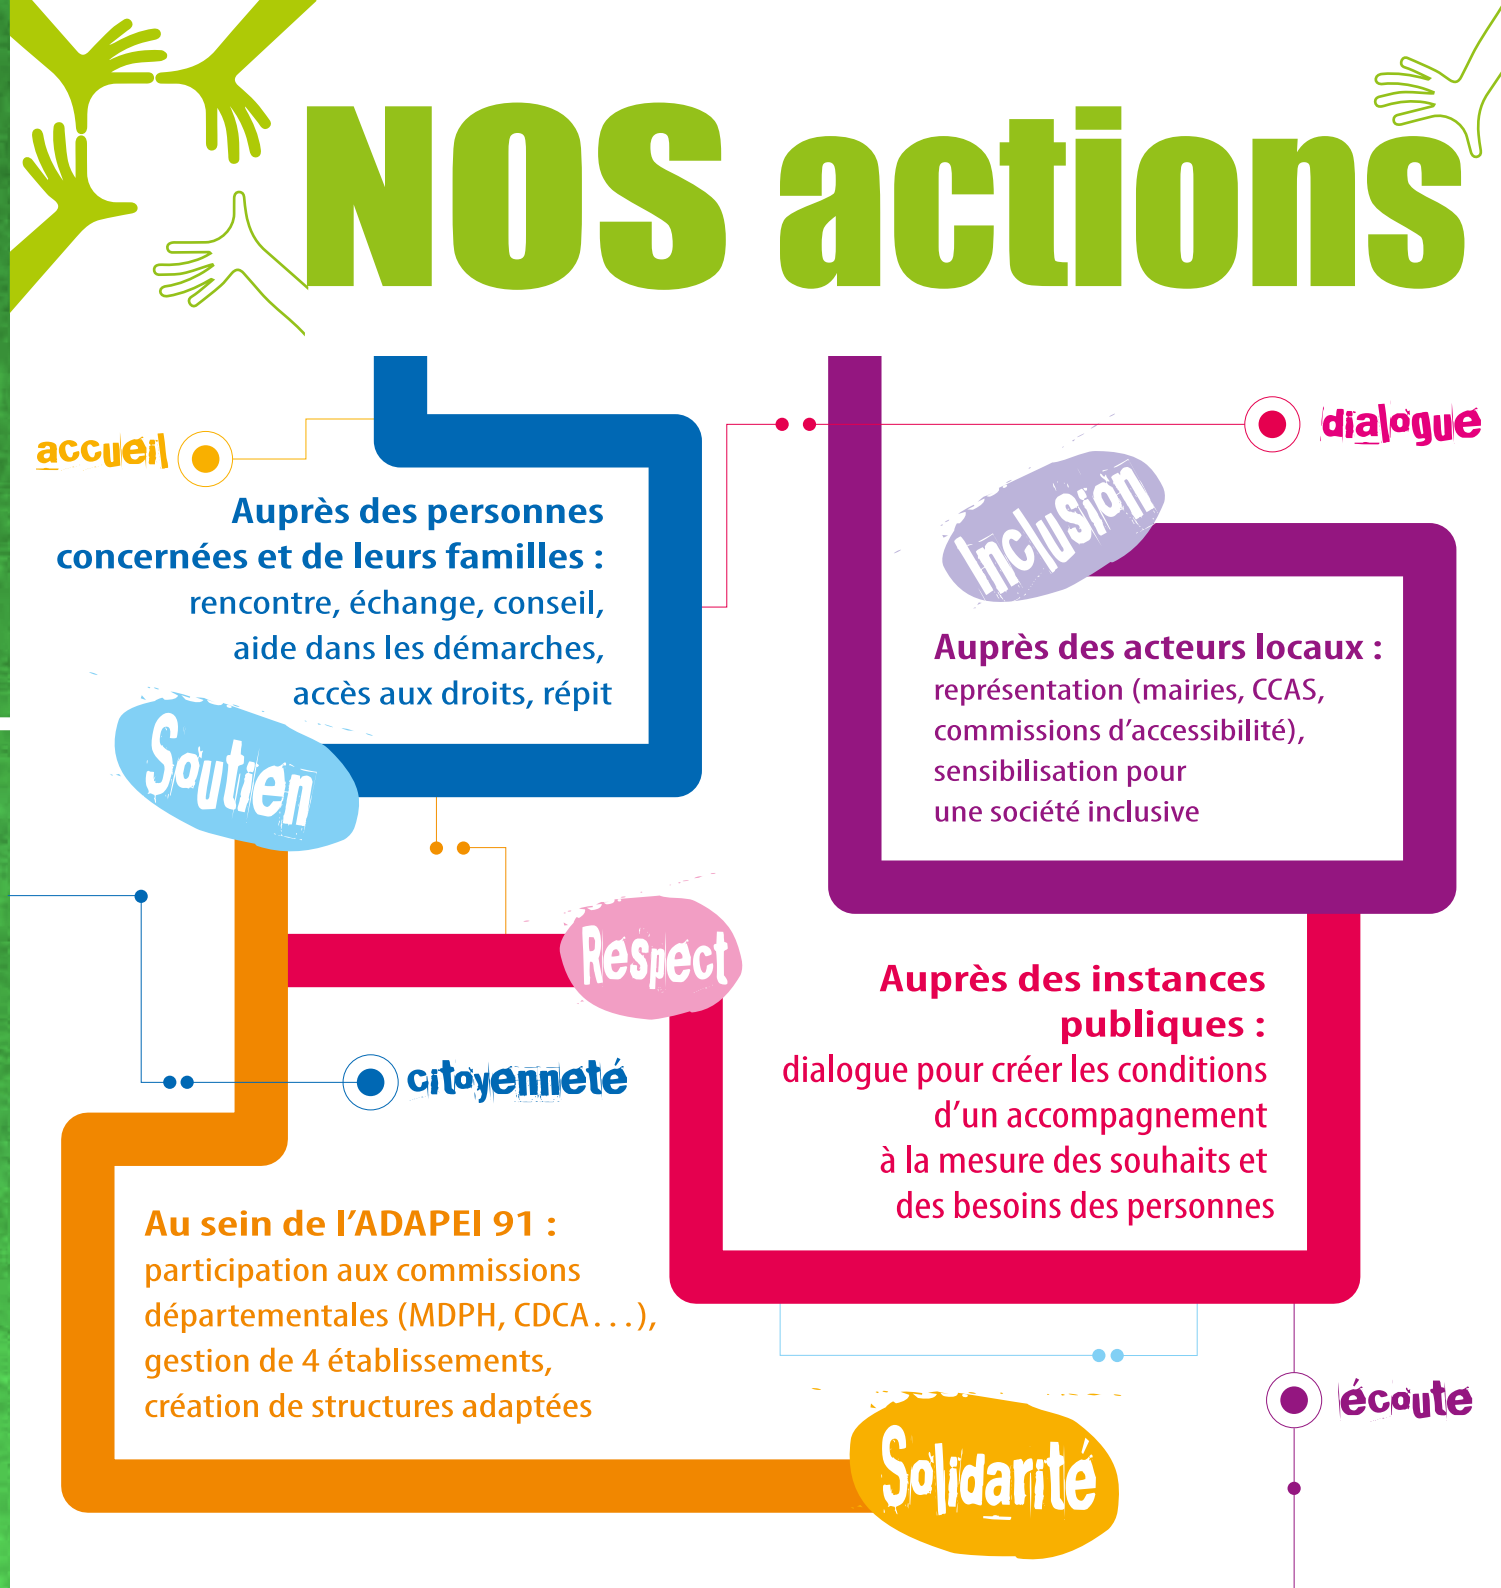 NOS actions
accueil
dialogue
Auprès des personnes
concernées et de leurs familles :
rencontre, échange, conseil,
aide dans les démarches,
accès aux droits, répit
Soutien
Inclusion
Auprès des acteurs locaux :
représentation (mairies, CCAS,
commissions d’accessibilité),
sensibilisation pour
une société inclusive
Respect
Auprès des instances
publiques :
dialogue pour créer les conditions
d’un accompagnement
à la mesure des souhaits et
des besoins des personnes
citoyenneté
Au sein de l’ADAPEI 91 :
participation aux commissions
départementales (MDPH, CDCA...),
gestion de 4 établissements,
création de structures adaptées
écoute
Solidarité